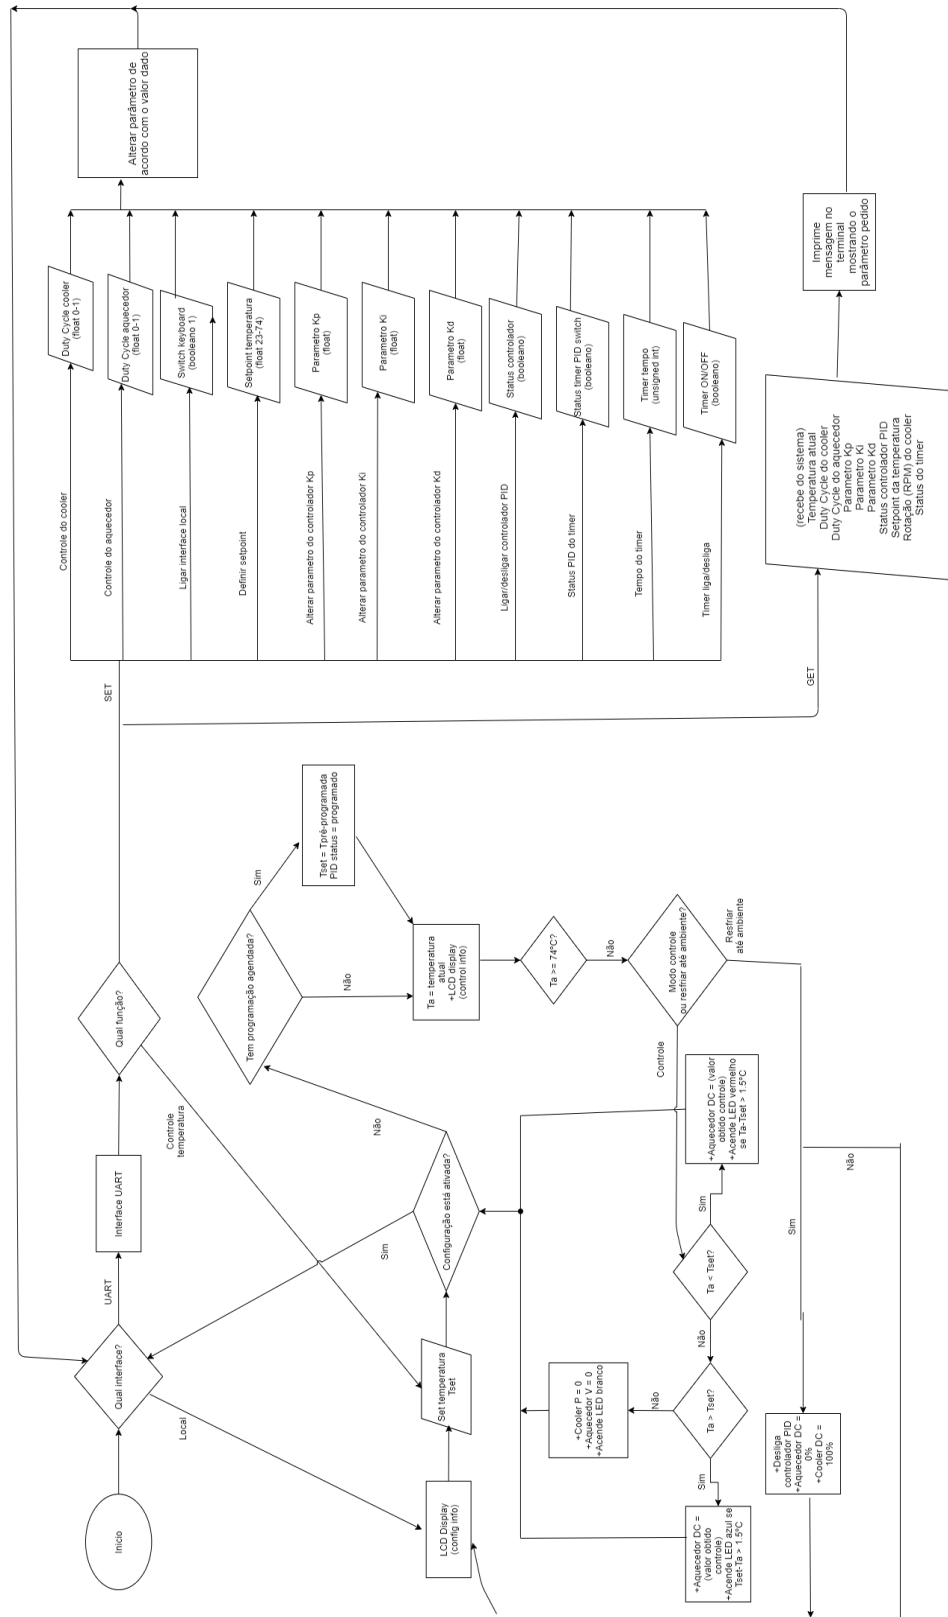 Inicio
Qual interface?
UART
Local
Interface UART
Qual função?
SET
GET
Controle
temperatura
Controle do cooler
Controle do aquecedor
Ligar interface local
Definir setpoint
Alterar parametro do controlador Kp
Alterar parametro do controlador Ki
Alterar parametro do controlador Kd
Ligar/desligar controlador PID
Status PID do timer
Tempo do timer
Timer liga/desliga
Duty Cycle cooler
(float 0-1)
Duty Cycle aquecedor
(float 0-1)
Switch keyboard
(booleano 1)
Setpoint temperatura
(float 23-74)
Parametro Kp
(float)
Parametro Ki
(float)
Parametro Kd
(float)
Status controlador
(booleano)
Status timer PID switch
(booleano)
Timer tempo
(unsigned int)
Timer ON/OFF
(booleano)
Alterar parâmetro de
acordo com o valor dado
(recebe do sistema)
Temperatura atual
Duty Cycle do cooler
Duty Cycle do aquecedor
Parametro Kp
Parametro Ki
Parametro Kd
Status controlador PID
Setpoint da temperatura
Rotação (RPM) do cooler
Status do timer
Imprime
mensagem no
terminal
mostrando o
parâmetro pedido
LCD Display
(config info)
Set temperatura
Tset
Configuração está ativada?
Sim
Não
Tem programação agendada?
Sim
Não
Tset = Tpré-programada
PID status = programado
Ta = temperatura
atual
+LCD display
(control info)
Ta >= 74ºC?
Não
Sim
Modo controle
ou resfriar até ambiente?
Controle
Resfriar
até ambiente
Ta < Tset?
Sim
Não
+Aquecedor DC = (valor
obtido controle)
+Acende LED vermelho
se Ta-Tset > 1.5ºC
Ta > Tset?
Não
Sim
+Cooler P = 0
+Aquecedor V = 0
+Acende LED branco
+Aquecedor DC =
(valor obtido
controle)
+Acende LED azul se
Tset-Ta > 1.5ºC
Não
+Desliga
controlador PID
+Aquecedor DC =
0%
+Cooler DC =
100%